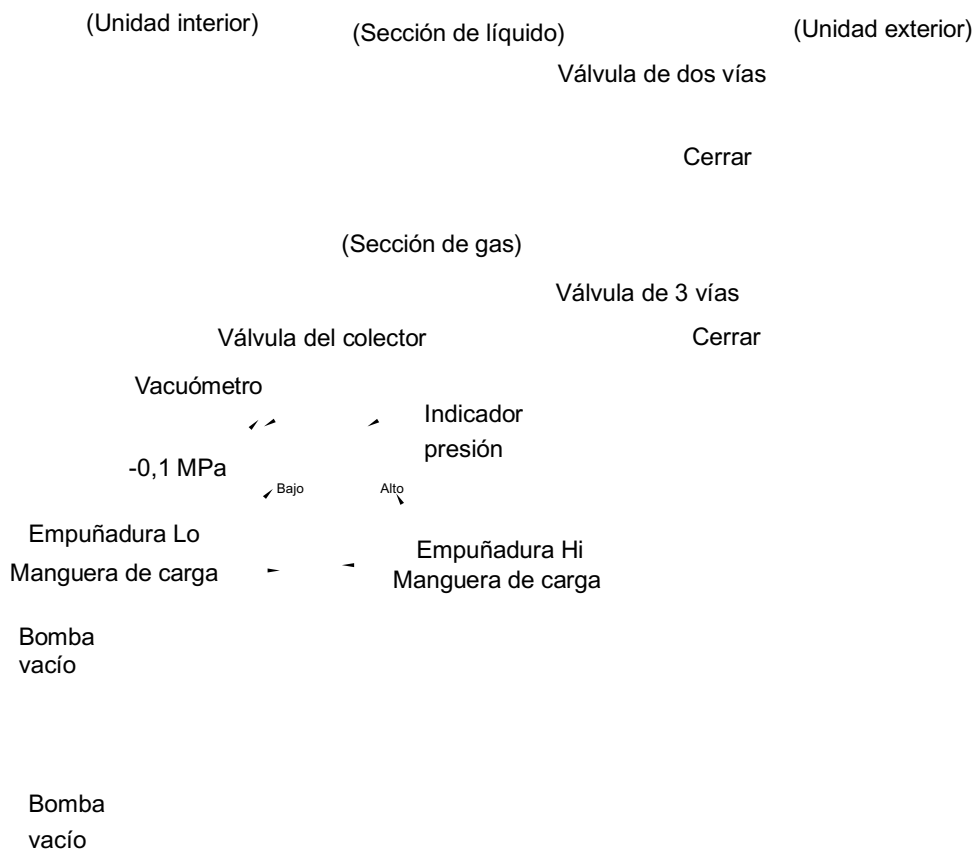 (Unidad interior)
(Sección de líquido)
(Unidad exterior)
Válvula de dos vías
Cerrar
(Sección de gas)
Válvula de 3 vías
Válvula del colector
Cerrar
Vacuómetro
Indicador
presión
-0,1 MPa
Bajo
Alto
Empuñadura Lo
Empuñadura Hi
Manguera de carga
Manguera de carga
Bomba
vacío
Bomba
vacío